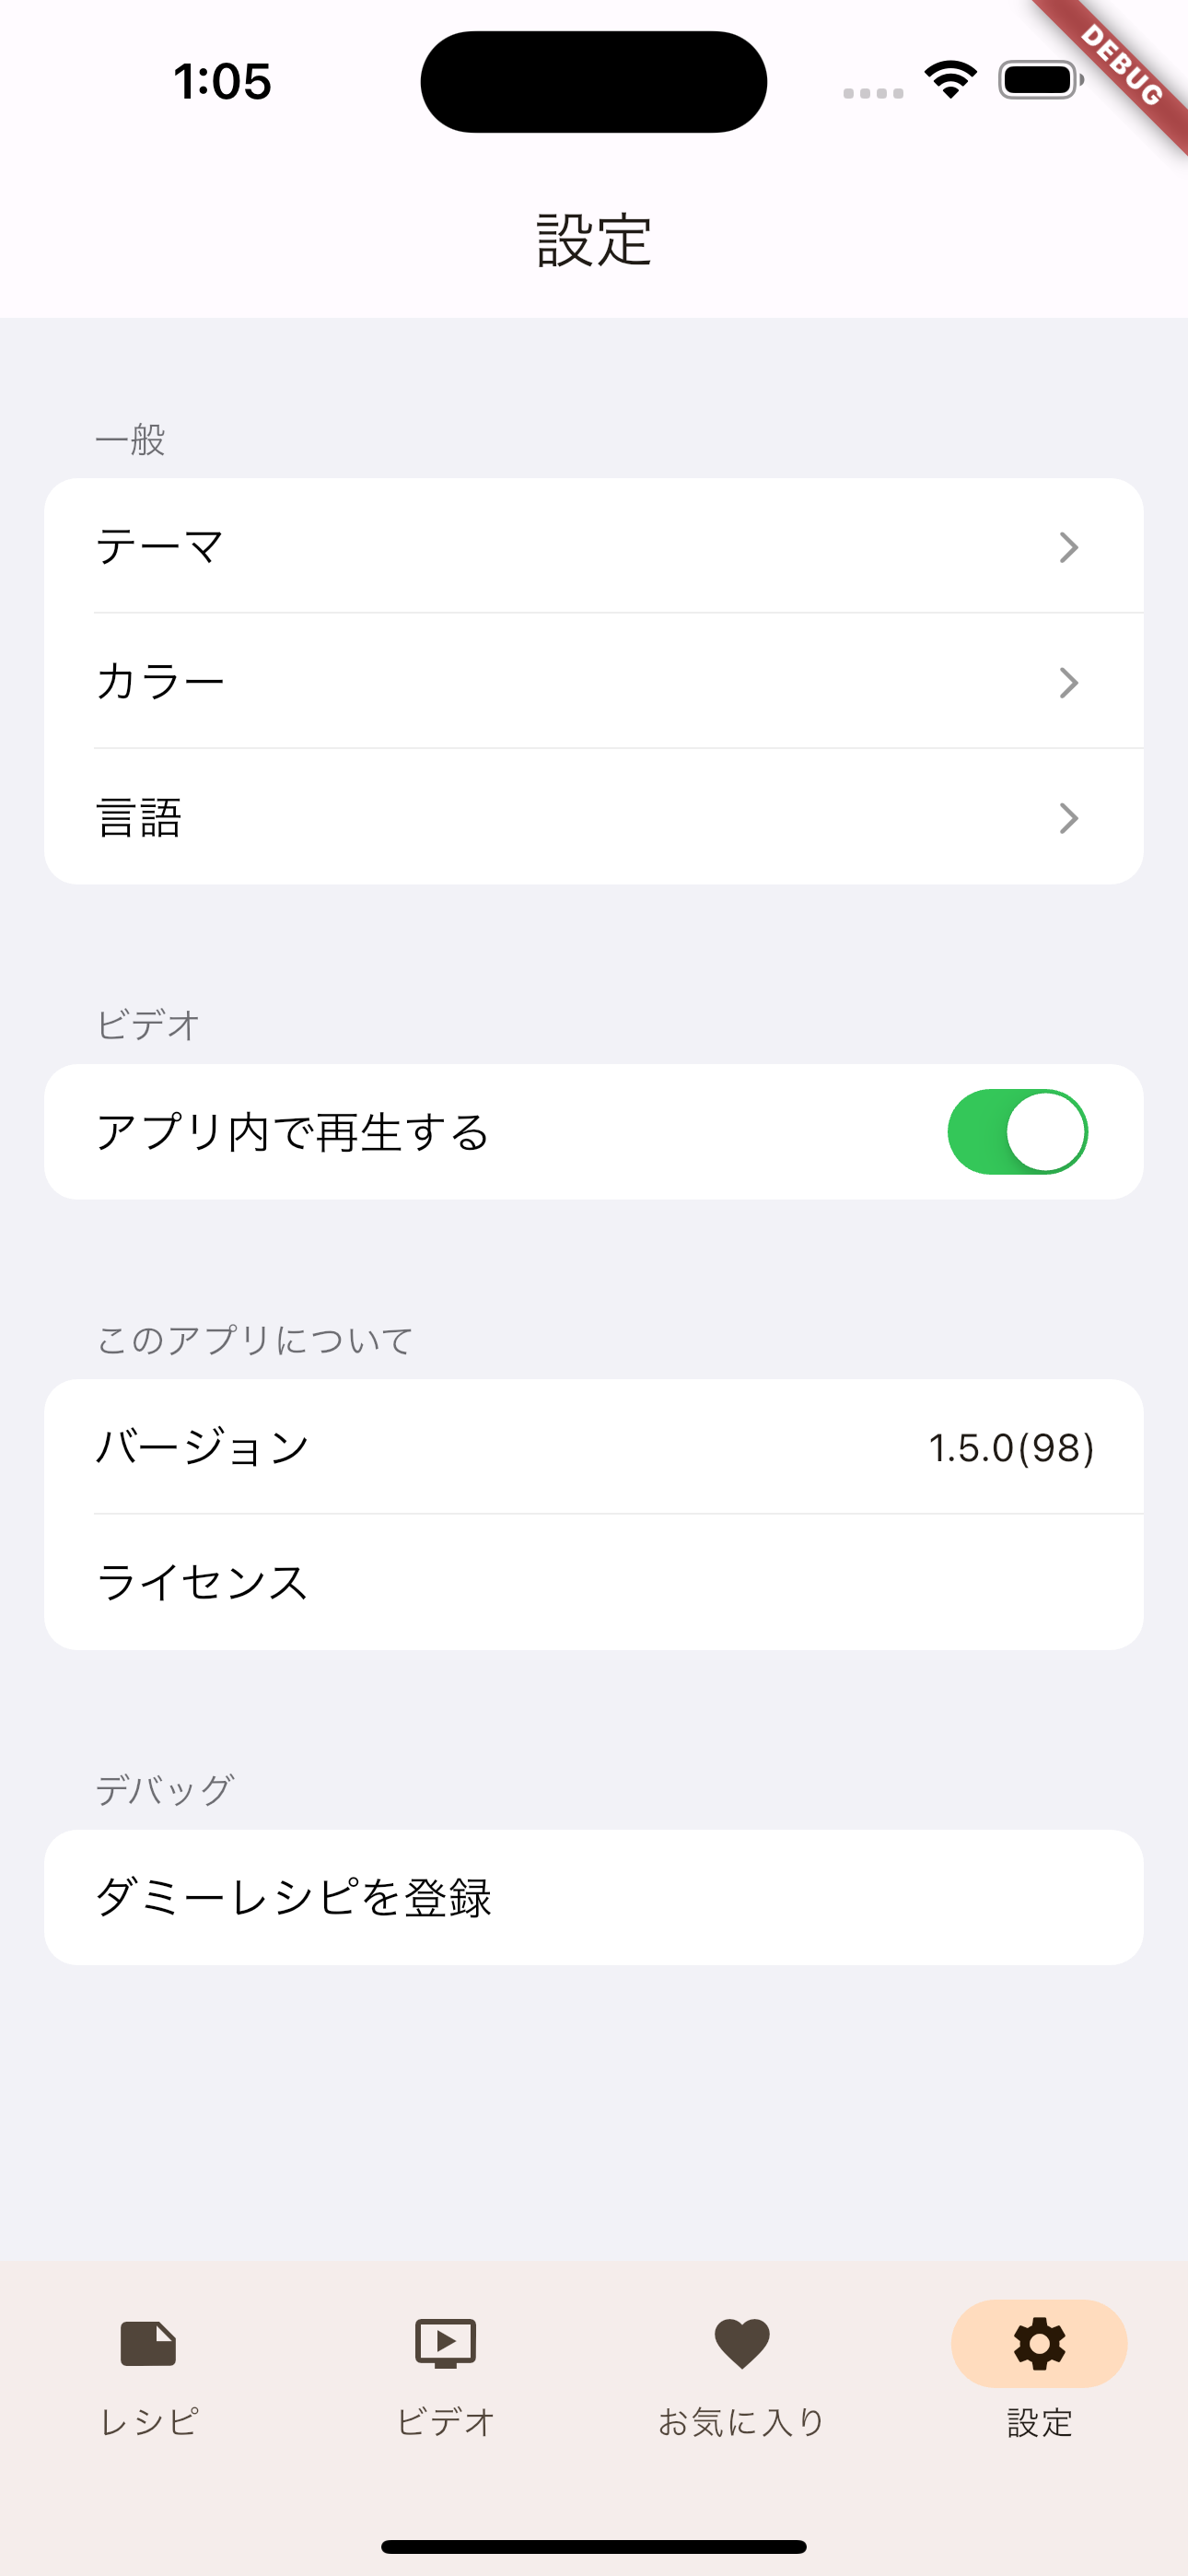 1:05
DEBUG
設定
一般
テーマ
カラー
言語
ビデオ
アプリ内で再生する
このアプリについて
バージョン 1.5.0(98)
ライセンス
デバッグ
ダミーレシピを登録
レシピ ビデオ お気に入り 設定